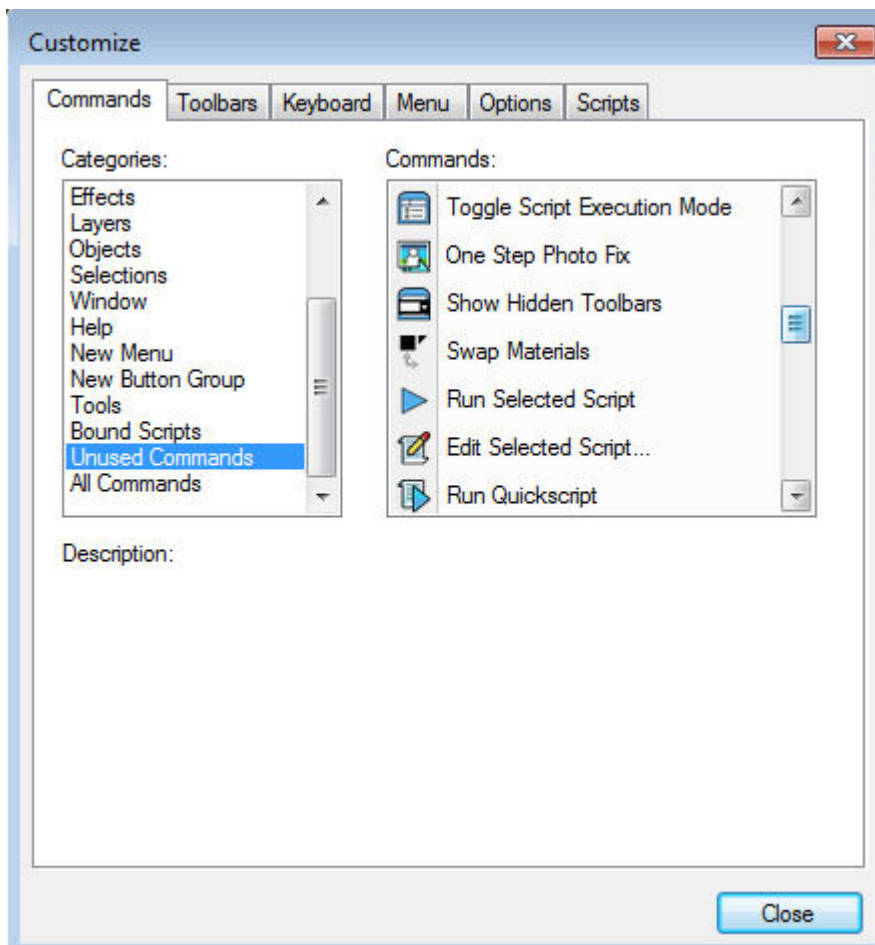 Customize
Commands Toolbars Keyboard Menu Options Scripts
Categories:
Effects
Layers
Objects
Selections
Window
Help
New Menu
New Button Group
Tools
Bound Scripts
Unused Commands
All Commands
Commands:
Toggle Script Execution Mode
One Step Photo Fix
Show Hidden Toolbars
Swap Materials
Run Selected Script
Edit Selected Script...
Run Quickscript
Description:
Close